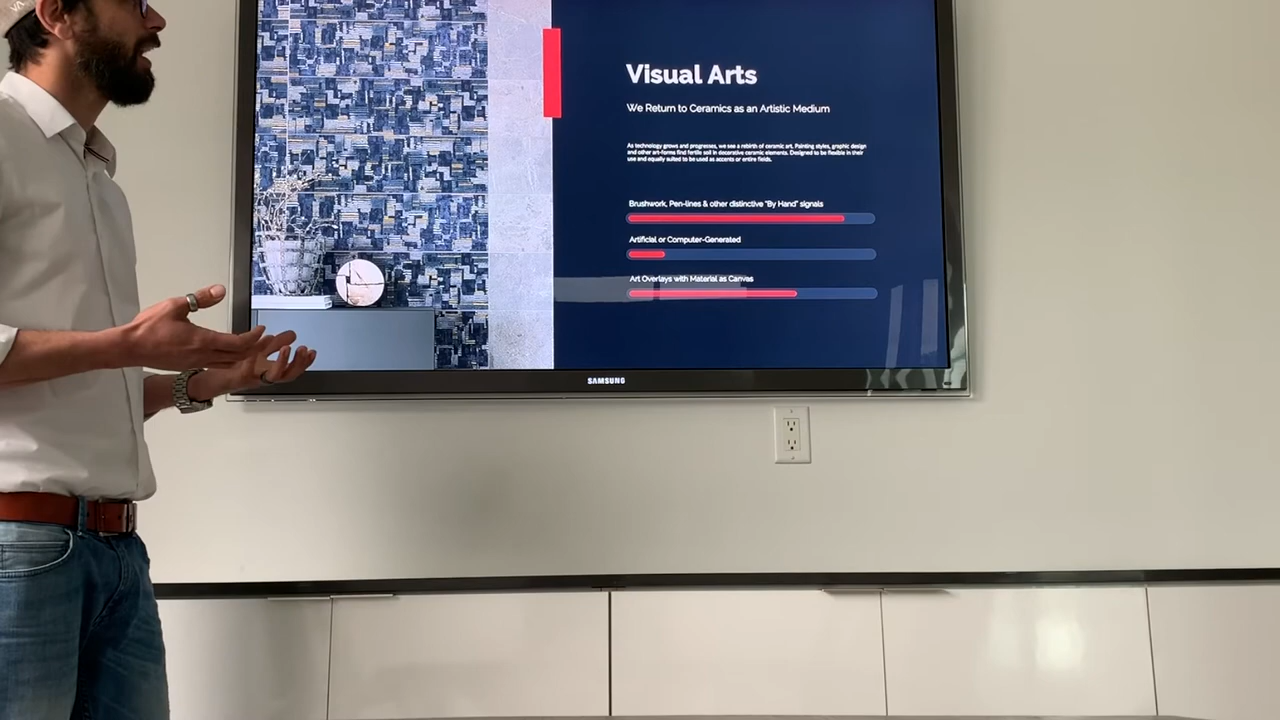 Visual Arts
We Return to Ceramics as an Artistic Medium
As technology grows and progresses, we see a rebirth of ceramic art. Painting styles, graphic design
and other art-forms find fertile soil in decorative ceramic elements. Designed to be flexible in their
use and equally suited to be used as accents or entire fields.
Brushwork, Pen-lines & other distinctive "By Hand" signals
Artificial or Computer-Generated
Art Overlays with Material as Canvas
SAMSUNG